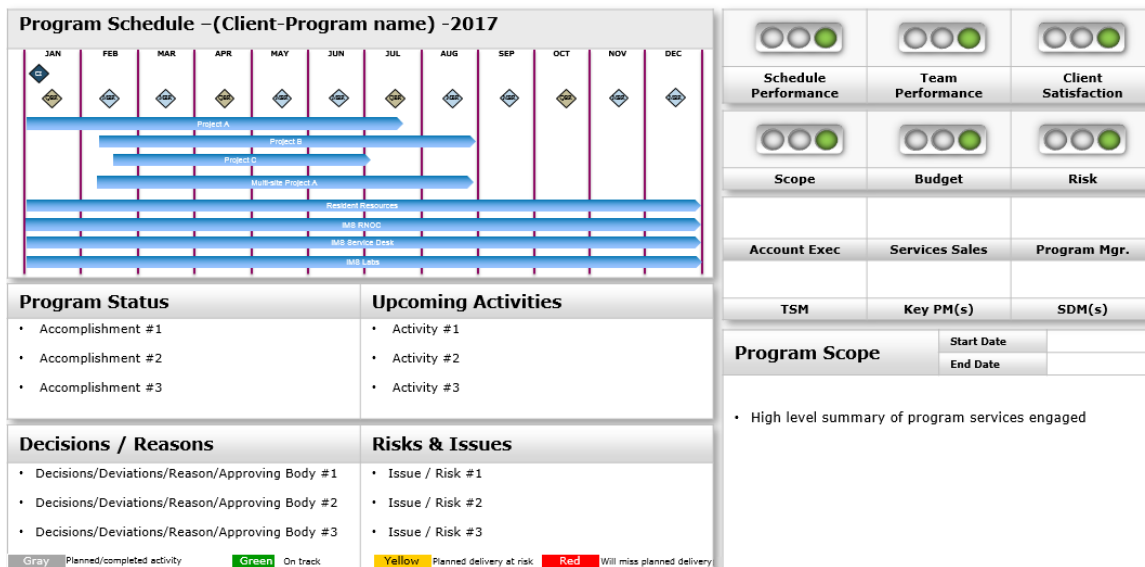 Program Schedule –(Client-Program name) -2017
JAN FEB MAR APR MAY JUN JUL AUG SEP OCT NOV DEC
Project A
Project B
Project C
Multi-site Project A
Resident Resources
IMS RNOC
IMS Service Desk
IMS Labs
Schedule Performance
Team Performance
Client Satisfaction
Scope
Budget
Risk
Account Exec
Services Sales
Program Mgr.
TSM
Key PM(s)
SDM(s)
Program Status
• Accomplishment #1
• Accomplishment #2
• Accomplishment #3
Upcoming Activities
• Activity #1
• Activity #2
• Activity #3
Program Scope
Start Date
End Date
• High level summary of program services engaged
Decisions / Reasons
• Decisions/Deviations/Reason/Approving Body #1
• Decisions/Deviations/Reason/Approving Body #2
• Decisions/Deviations/Reason/Approving Body #3
Risks & Issues
• Issue / Risk #1
• Issue / Risk #2
• Issue / Risk #3
Gray Planned/completed activity
Green On track
Yellow Planned delivery at risk
Red Will miss planned delivery